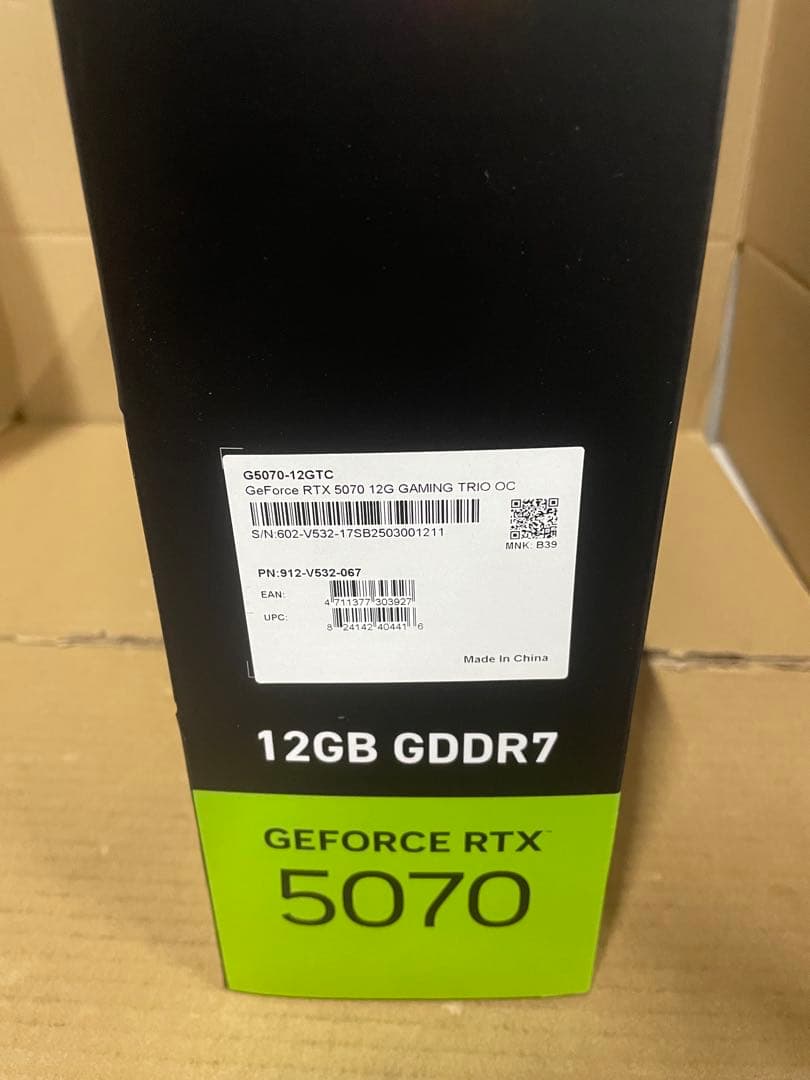 G5070-12GTC
GeForce RTX 5070 12G GAMING TRIO OC
S/N:602-V532-17SB2503001211
MNK: B39
PN:912-V532-067
EAN:
4 711377 303927
UPC:
8 24142 40441 6
Made In China
12GB GDDR7
GEFORCE RTX™
5070